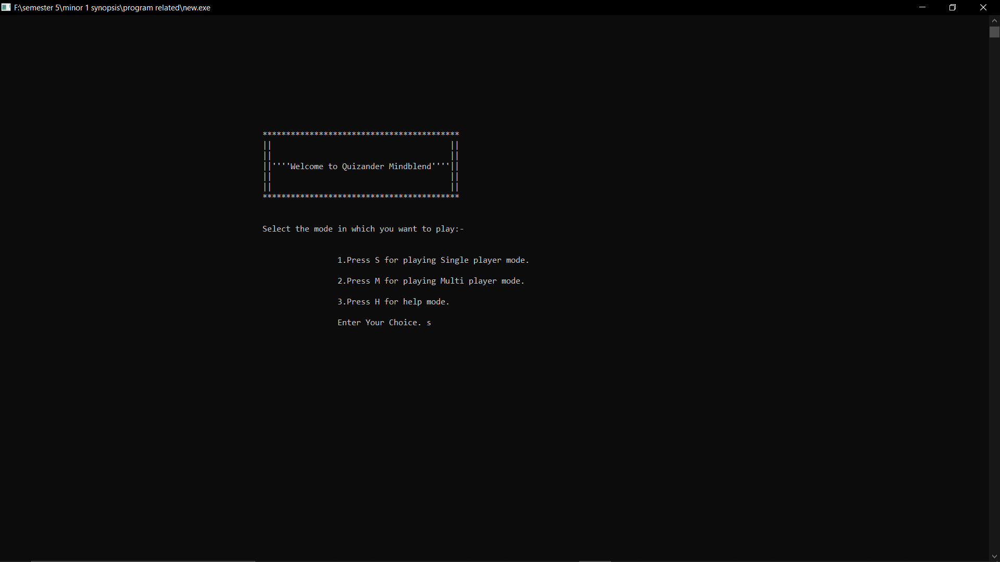 F:\semester 5\minor 1 synopsis\program related\new.exe
******************************************
|| ||
|| ||
||''''Welcome to Quizander Mindblend''''||
|| ||
|| ||
******************************************
Select the mode in which you want to play:-
1.Press S for playing Single player mode.
2.Press M for playing Multi player mode.
3.Press H for help mode.
Enter Your Choice. s